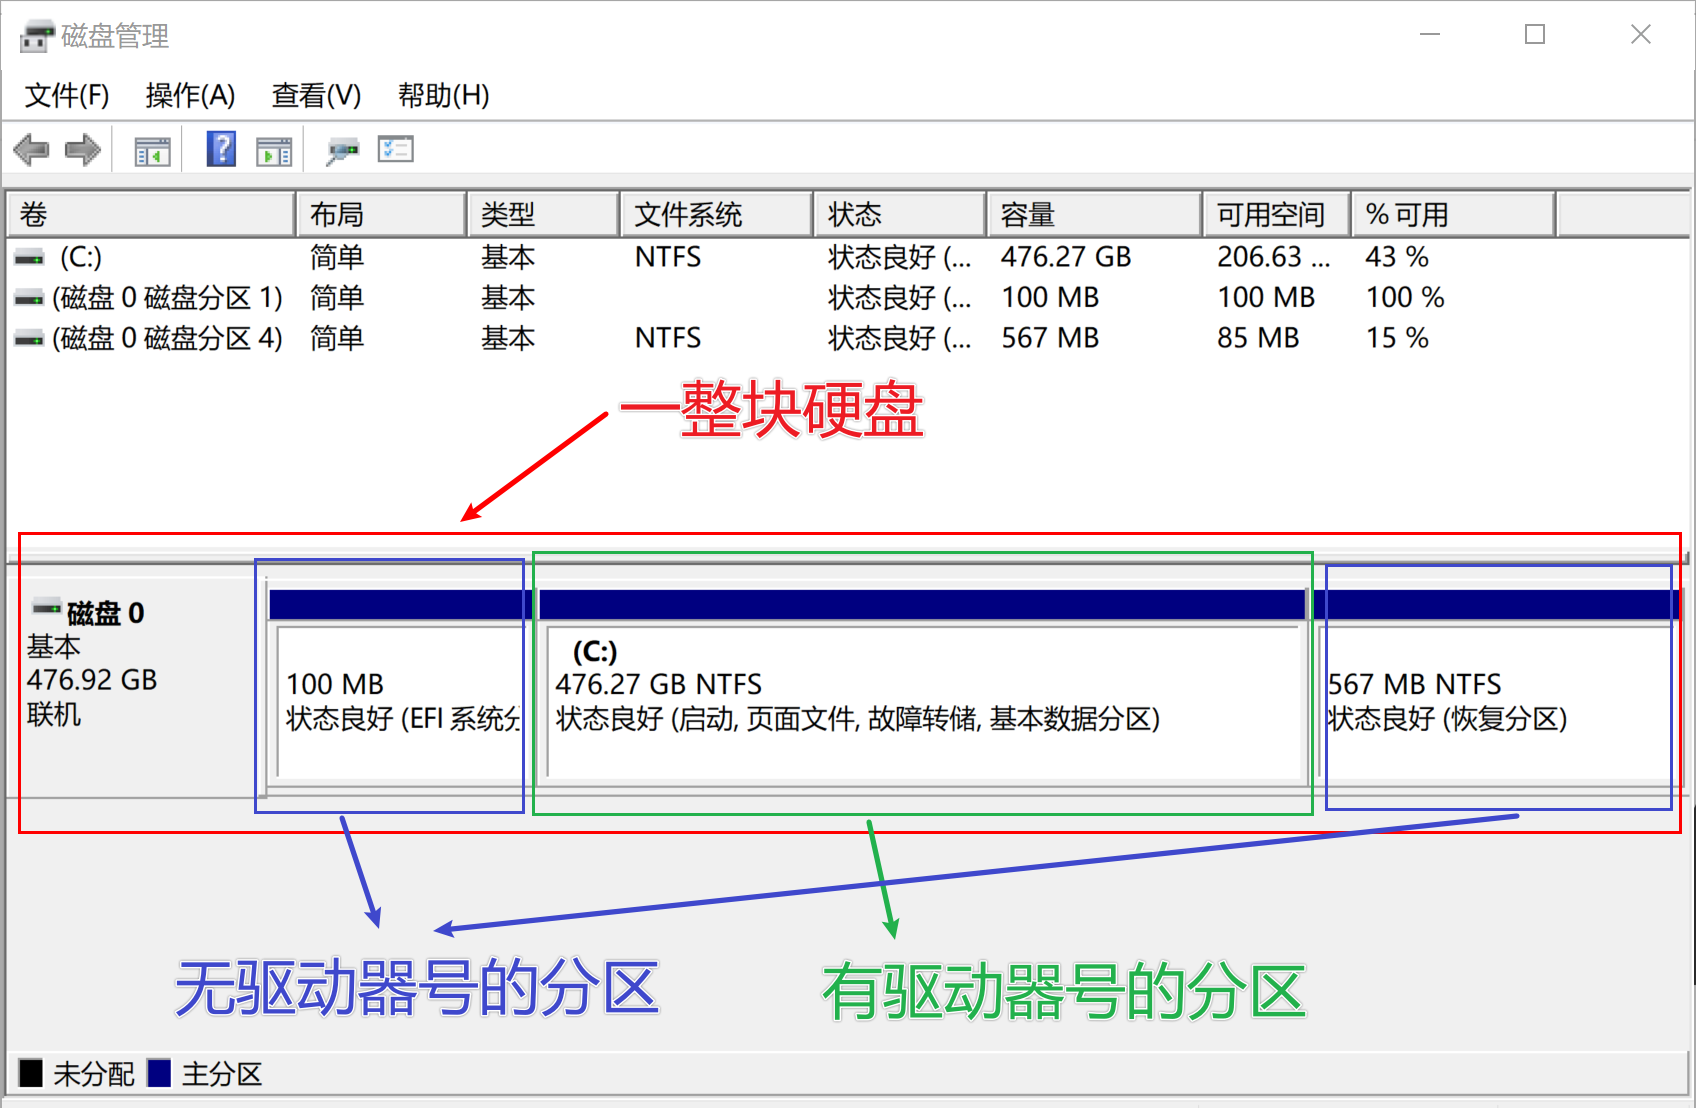 磁盘管理
文件(F) 操作(A) 查看(V) 帮助(H)
卷 布局 类型 文件系统 状态 容量 可用空间 % 可用
(C:) 简单 基本 NTFS 状态良好 (... 476.27 GB 206.63 ... 43 %
(磁盘 0 磁盘分区 1) 简单 基本 状态良好 (... 100 MB 100 MB 100 %
(磁盘 0 磁盘分区 4) 简单 基本 NTFS 状态良好 (... 567 MB 85 MB 15 %
一整块硬盘
磁盘 0
基本
476.92 GB
联机
100 MB
状态良好 (EFI 系统分
(C:)
476.27 GB NTFS
状态良好 (启动, 页面文件, 故障转储, 基本数据分区)
567 MB NTFS
状态良好 (恢复分区)
无驱动器号的分区
有驱动器号的分区
未分配 主分区